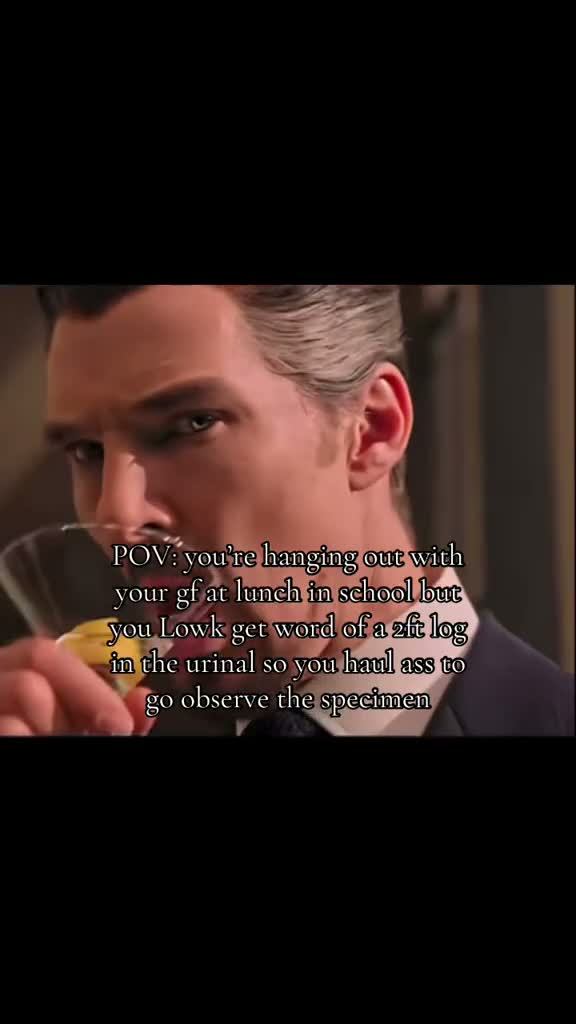 POV: you’re hanging out with
your gf at lunch in school but
you Lowk get word of a 2ft log
in the urinal so you haul ass to
go observe the specimen